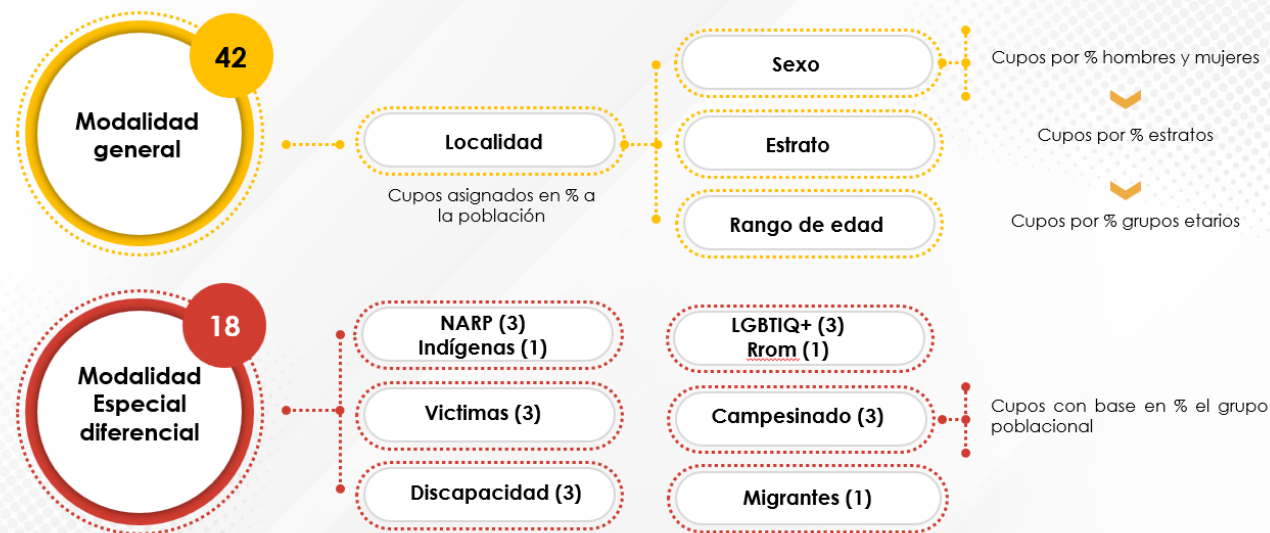 42
Modalidad
general
Localidad
Cupos asignados en % a
la población
Sexo
Estrato
Rango de edad
Cupos por % hombres y mujeres
Cupos por % estratos
Cupos por % grupos etarios
18
Modalidad
Especial
diferencial
NARP (3)
Indígenas (1)
Victimas (3)
Discapacidad (3)
LGBTIQ+ (3)
Rrom (1)
Campesinado (3)
Migrantes (1)
Cupos con base en % el grupo
poblacional